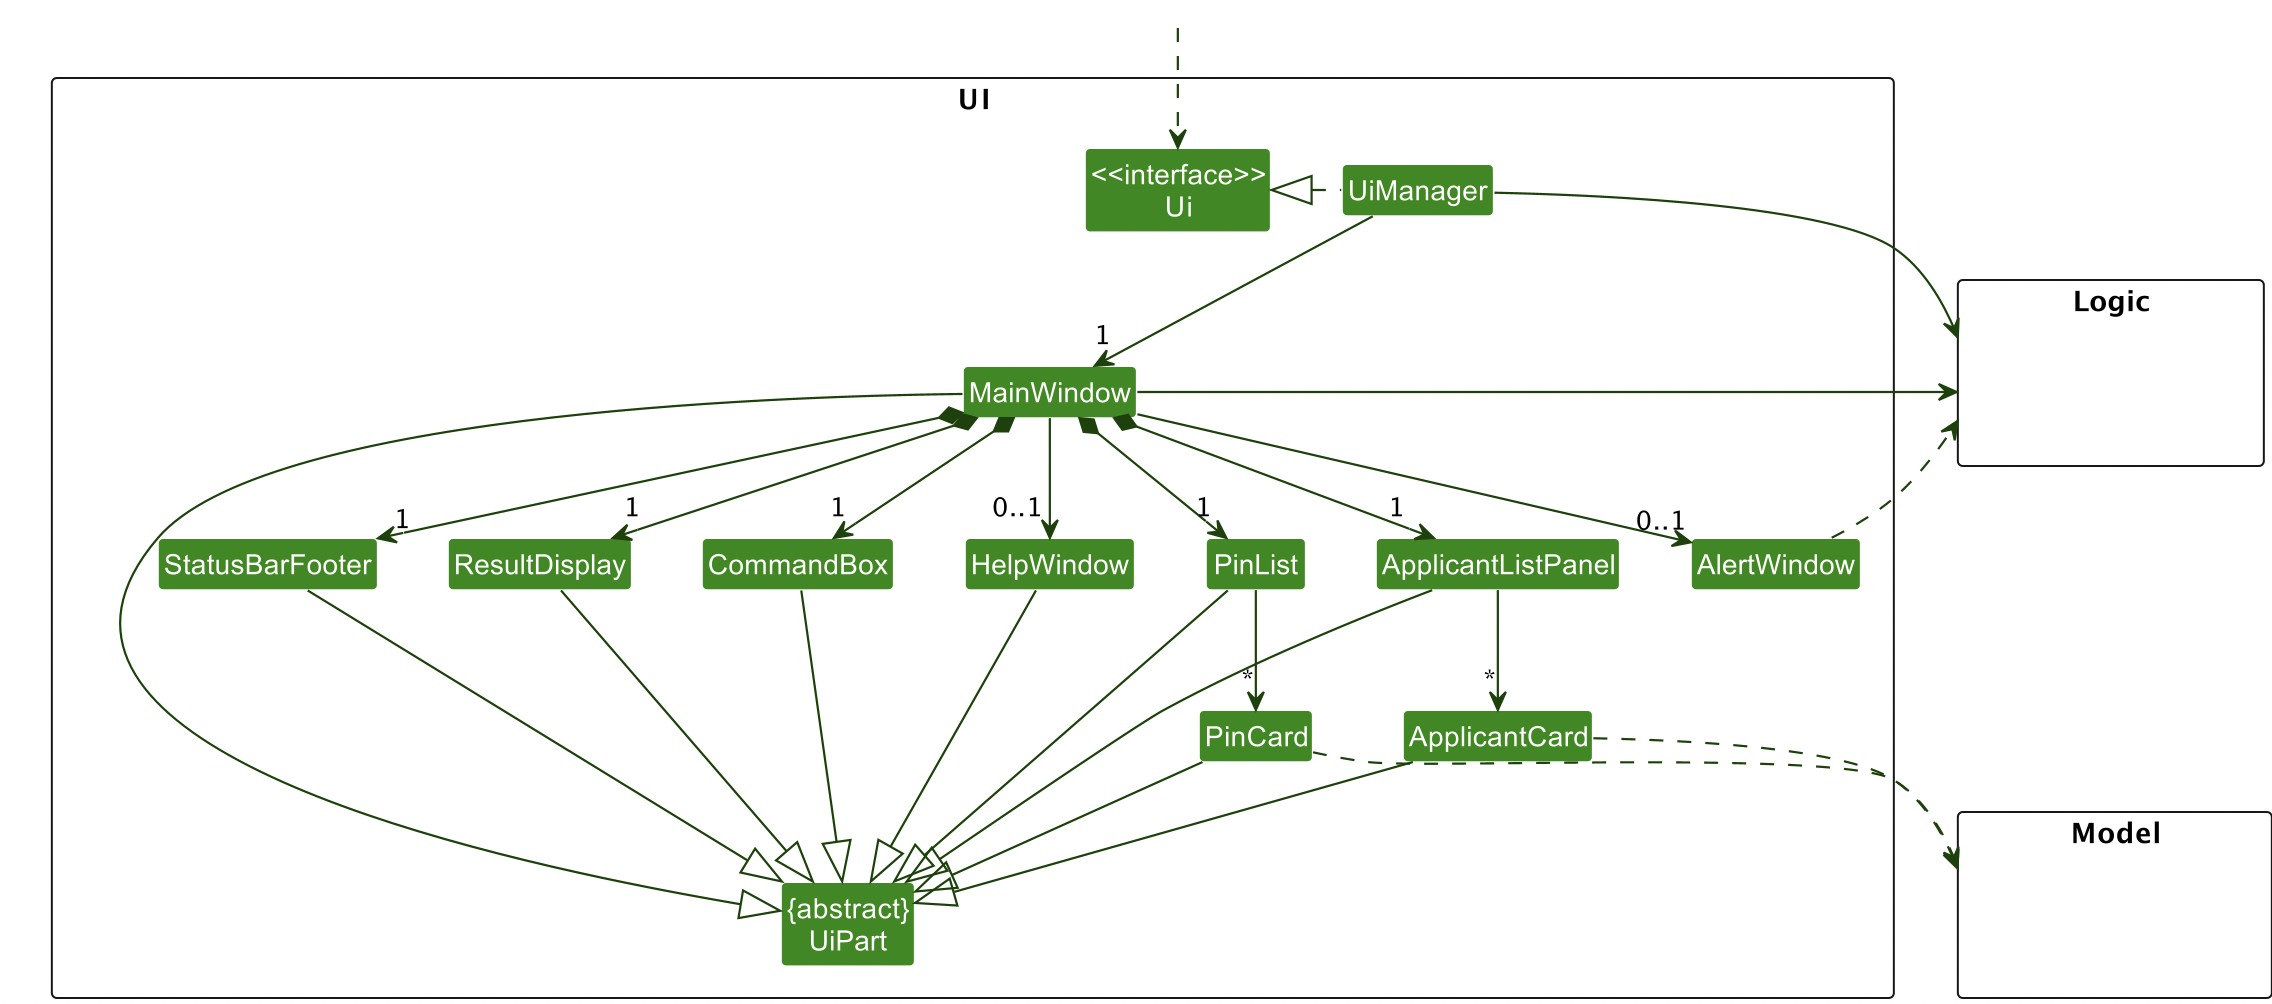 UI
<<interface>>
Ui
UiManager
Logic
1
MainWindow
1
1
1
0..1
1
1
0..1
StatusBarFooter
ResultDisplay
CommandBox
HelpWindow
PinList
ApplicantListPanel
AlertWindow
*
*
PinCard
ApplicantCard
Model
{abstract}
UiPart